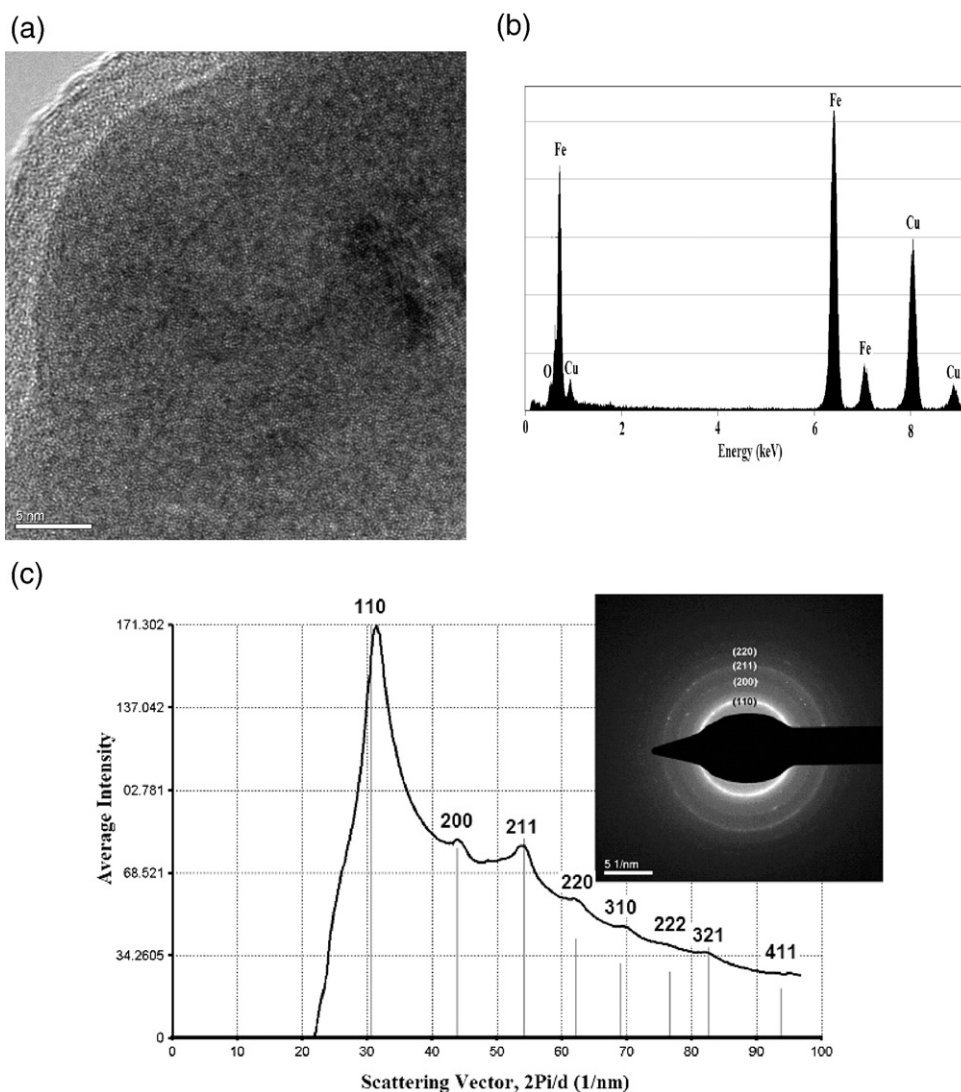 (a)
(b)
5 nm
Fe
Fe
Cu
Fe
O
Cu
Cu
0
2
4
6
8
Energy (keV)
(c)
110
200
211
220
310
222
321
411
171.302
137.042
02.781
68.521
34.2605
0
Average Intensity
0
10
20
30
40
50
60
70
80
90
100
Scattering Vector, 2Pi/d (1/nm)
(220)
(211)
(200)
(110)
5 1/nm